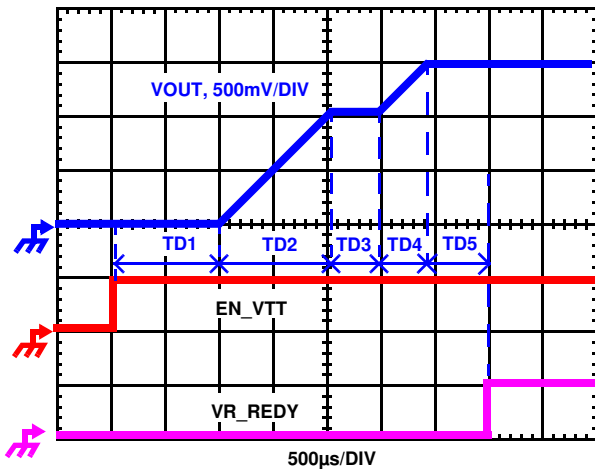 VOUT, 500mV/DIV
TD1 TD2 TD3 TD4 TD5
EN_VTT
VR_REDY
500µs/DIV